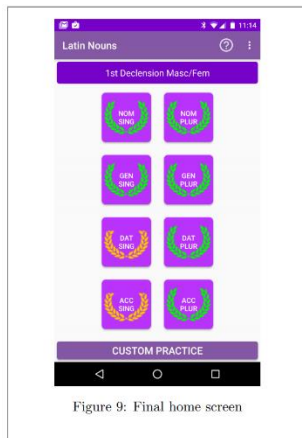 11:14
Latin Nouns
1st Declension Masc/Fem
NOM
SING
NOM
PLUR
GEN
SING
GEN
PLUR
DAT
SING
DAT
PLUR
ACC
SING
ACC
PLUR
CUSTOM PRACTICE
Figure 9: Final home screen